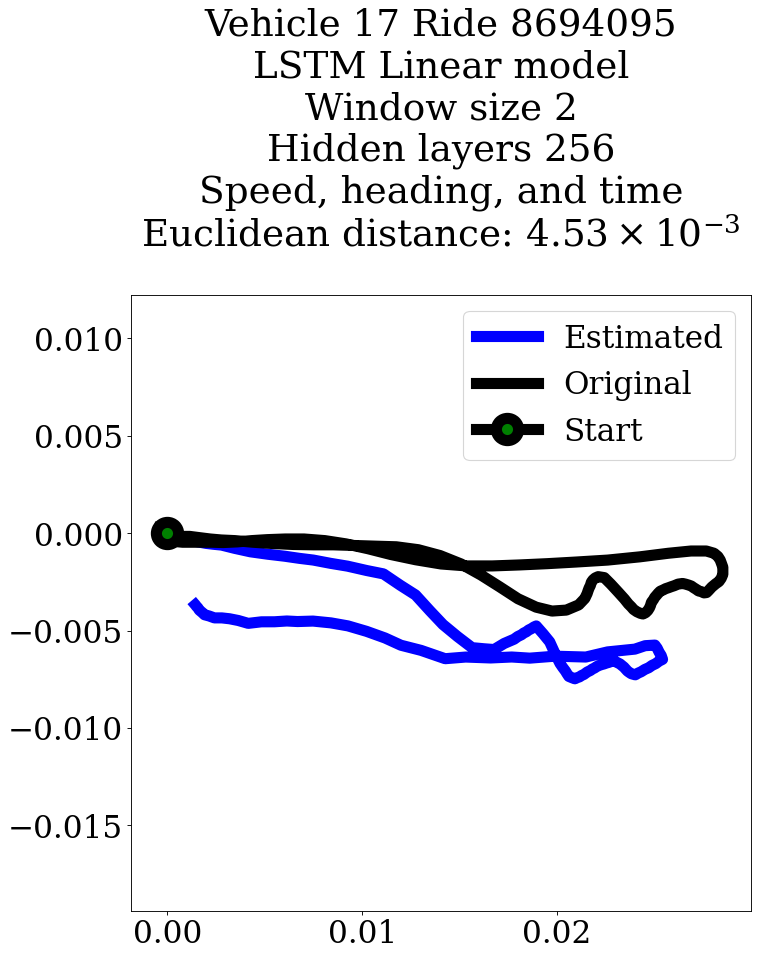 Vehicle 17 Ride 8694095
LSTM Linear model
Window size 2
Hidden layers 256
Speed, heading, and time
Euclidean distance: 4.53 × 10⁻³
Estimated
Original
Start
0.010
0.005
0.000
−0.005
−0.010
−0.015
0.00 0.01 0.02